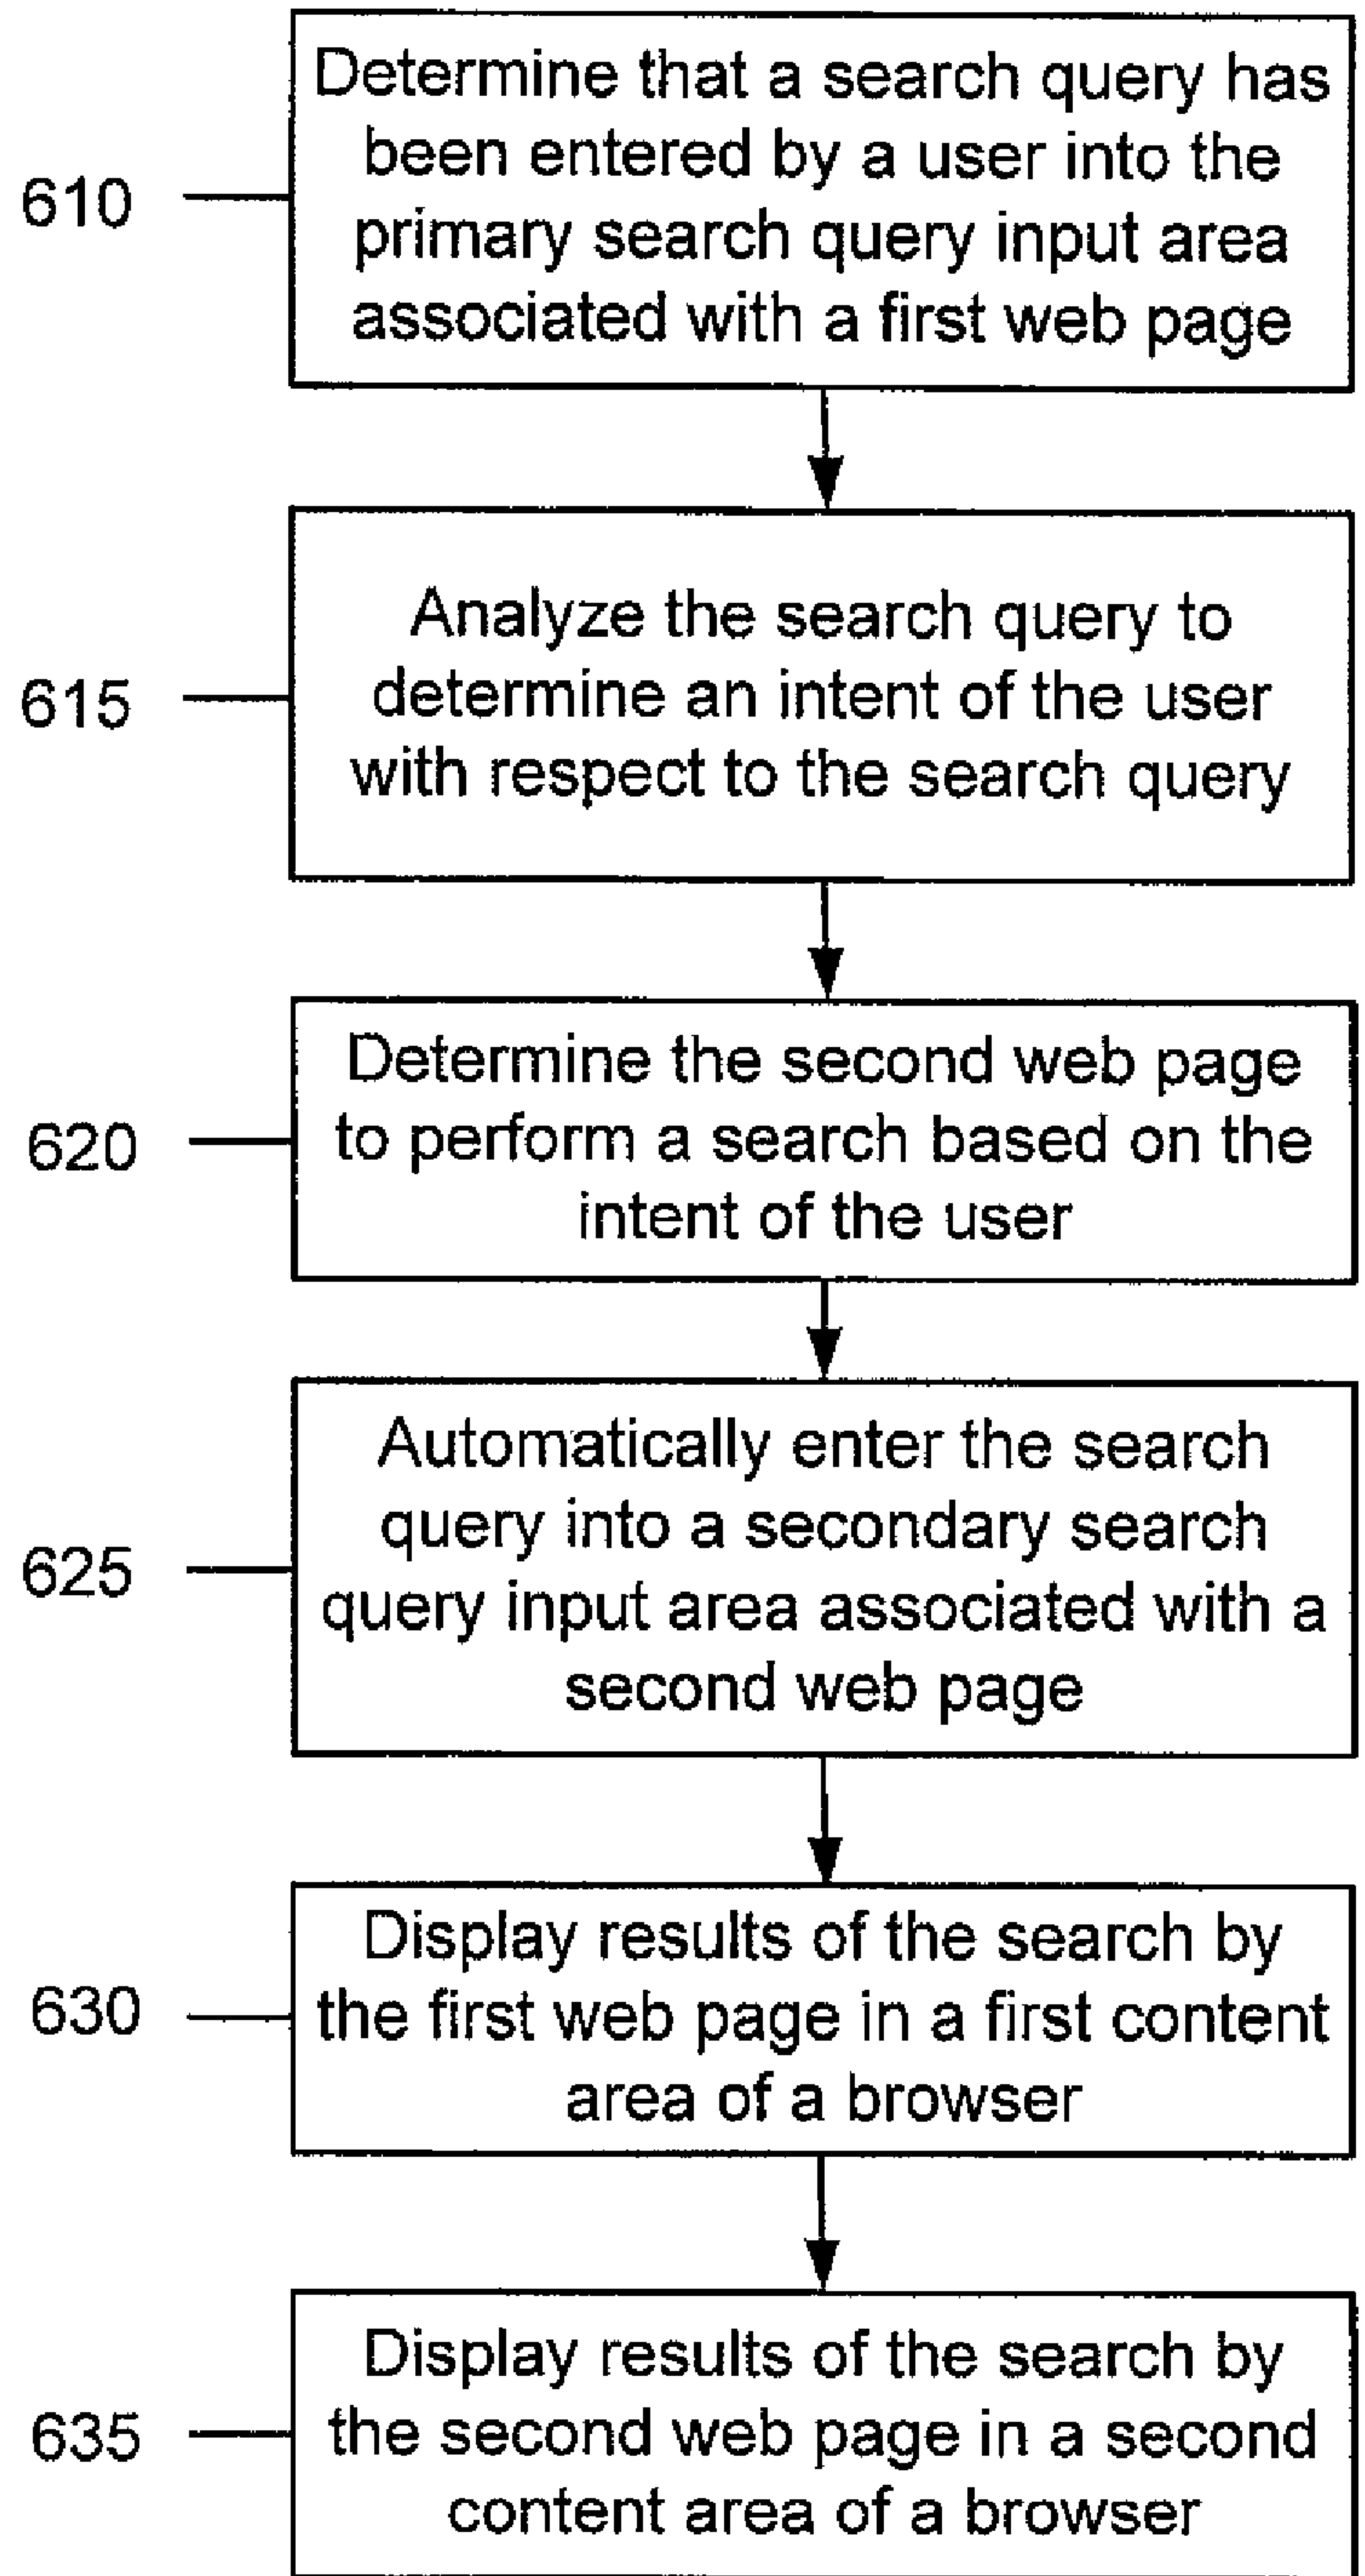 Determine that a search query has
been entered by a user into the
610
primary search query input area
associated with a first web page
Analyze the search query to
615
determine an intent of the user
with respect to the search query
Determine the second web page
620
to perform a search based on the
intent of the user
Automatically enter the search
query into a secondary search
625
query input area associated with a
second web page
Display results of the search by
630
the first web page in a first content
area of a browser
Display results of the search by
635
the second web page in a second
content area of a browser